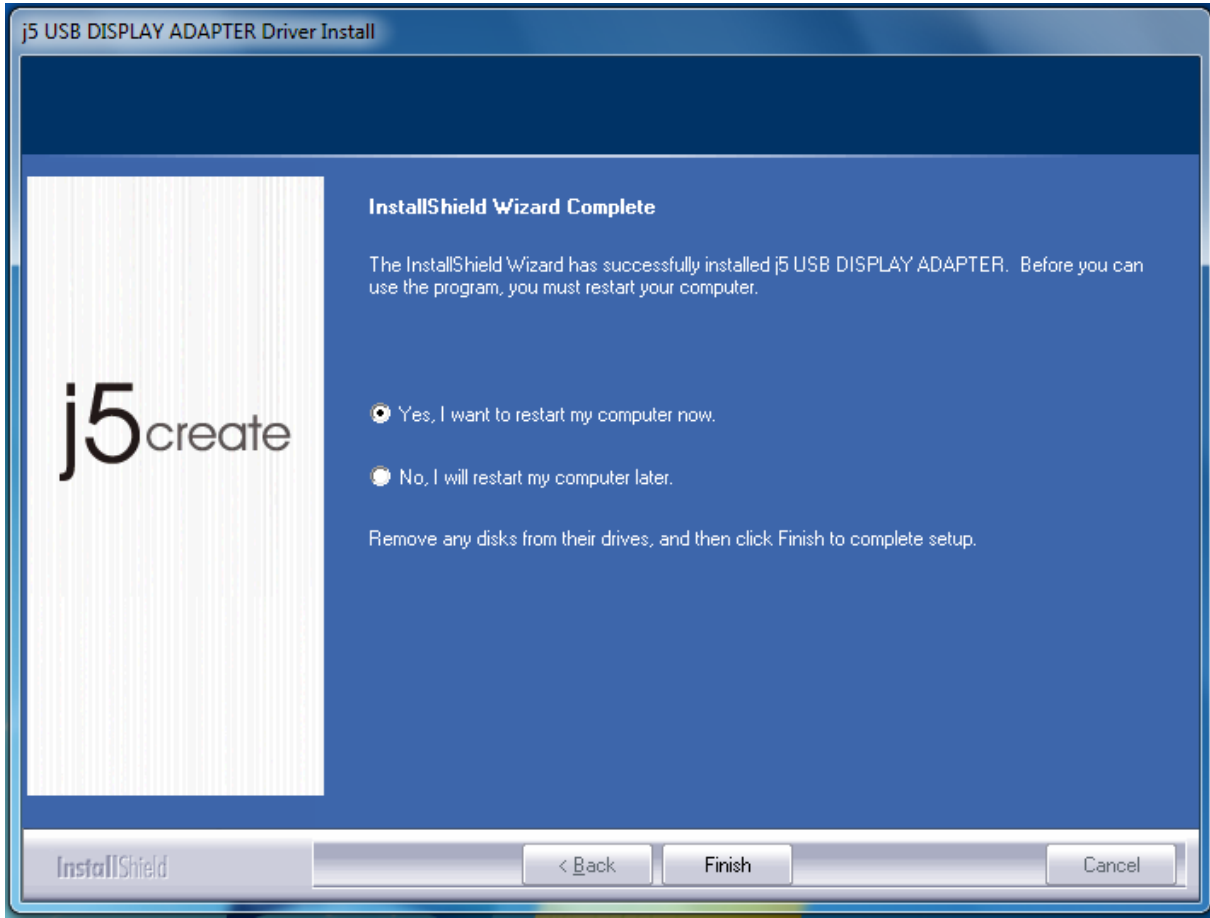 j5 USB DISPLAY ADAPTER Driver Install
InstallShield Wizard Complete
The InstallShield Wizard has successfully installed j5 USB DISPLAY ADAPTER.  Before you can
use the program, you must restart your computer.
j5create
Yes, I want to restart my computer now.
No, I will restart my computer later.
Remove any disks from their drives, and then click Finish to complete setup.
InstallShield
< Back
Finish
Cancel